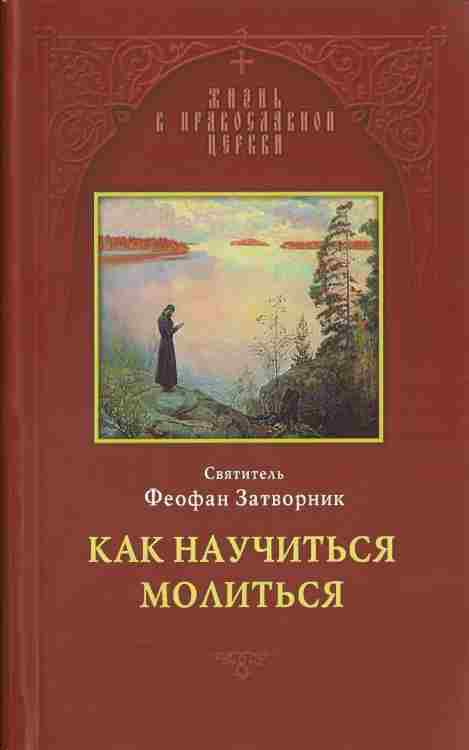 ЖИЗНЬ
В ПРАВОСЛАВНОЙ
ЦЕРКВИ
Святитель
Феофан Затворник
КАК НАУЧИТЬСЯ
МОЛИТЬСЯ